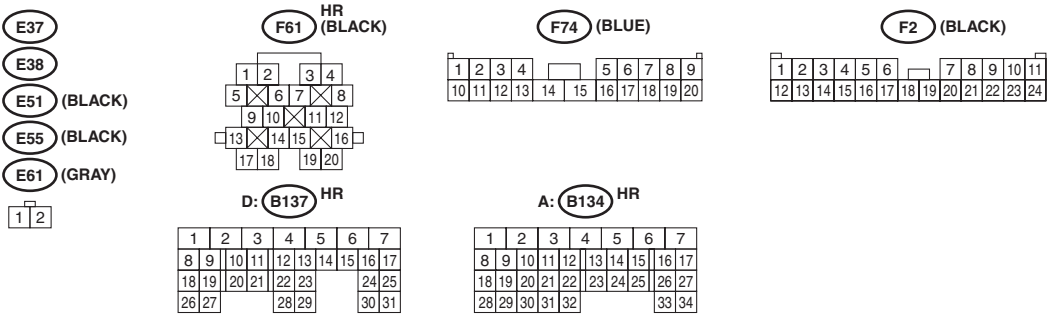 E37
E38
E51 (BLACK)
E55 (BLACK)
E61 (GRAY)
1 2
HR
F61 (BLACK)
1 2 3 4
5 6 7 8
9 10 11 12
13 14 15 16
17 18 19 20
F74 (BLUE)
1 2 3 4 5 6 7 8 9
10 11 12 13 14 15 16 17 18 19 20
F2 (BLACK)
1 2 3 4 5 6 7 8 9 10 11
12 13 14 15 16 17 18 19 20 21 22 23 24
D: B137 HR
1 2 3 4 5 6 7
8 9 10 11 12 13 14 15 16 17
18 19 20 21 22 23 24 25
26 27 28 29 30 31
A: B134 HR
1 2 3 4 5 6 7
8 9 10 11 12 13 14 15 16 17
18 19 20 21 22 23 24 25 26 27
28 29 30 31 32 33 34